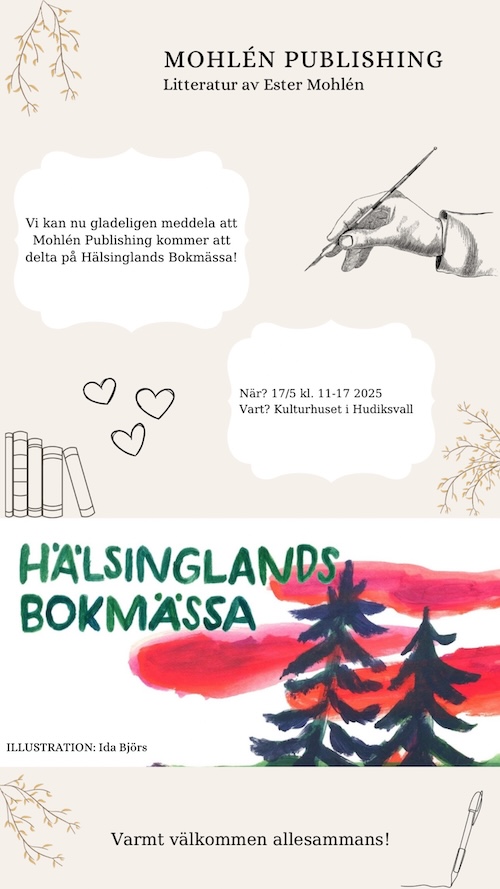 MOHLÉN PUBLISHING
Litteratur av Ester Mohlén
Vi kan nu gladeligen meddela att
Mohlén Publishing kommer att
delta på Hälsinglands Bokmässa!
När? 17/5 kl. 11-17 2025
Vart? Kulturhuset i Hudiksvall
HÄLSINGLANDS
BOKMÄSSA
ILLUSTRATION: Ida Björs
Varmt välkommen allesammans!